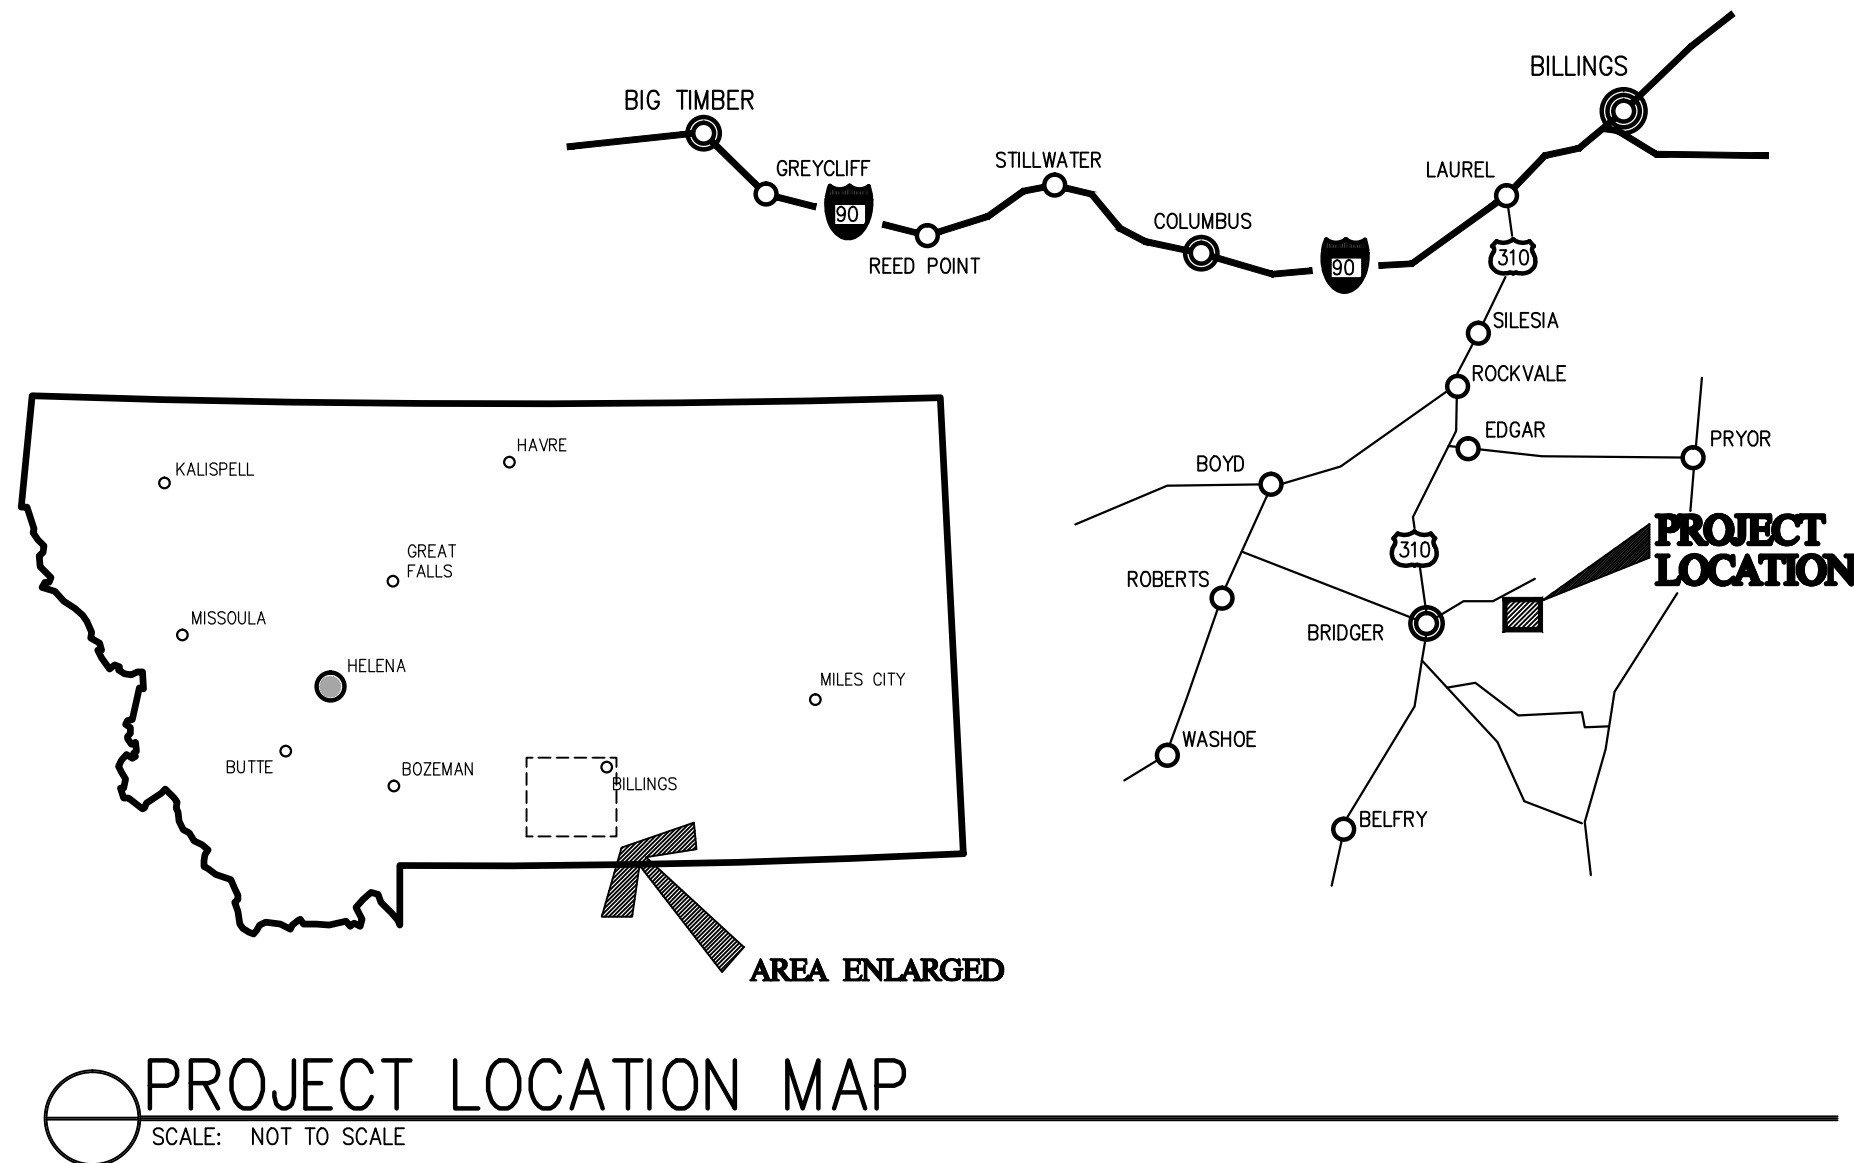 BILLINGS
BIG TIMBER
GREYCLIFF
STILLWATER
LAUREL
90
COLUMBUS
REED POINT
90
310
SILESIA
ROCKVALE
EDGAR
PRYOR
BOYD
PROJECT
LOCATION
310
ROBERTS
BRIDGER
WASHOE
BELFRY
HAVRE
KALISPELL
GREAT
FALLS
MISSOULA
HELENA
MILES CITY
BUTTE
BOZEMAN
BILLINGS
AREA ENLARGED
PROJECT LOCATION MAP
SCALE: NOT TO SCALE